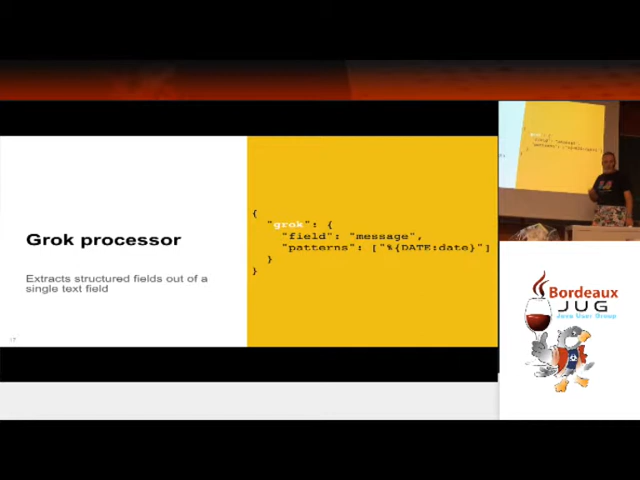 Grok processor
Extracts structured fields out of a
single text field
17
{
"grok": {
"field": "message",
"patterns": ["%{DATE:date}"]
}
}
Bordeaux
JUG
Java User Group